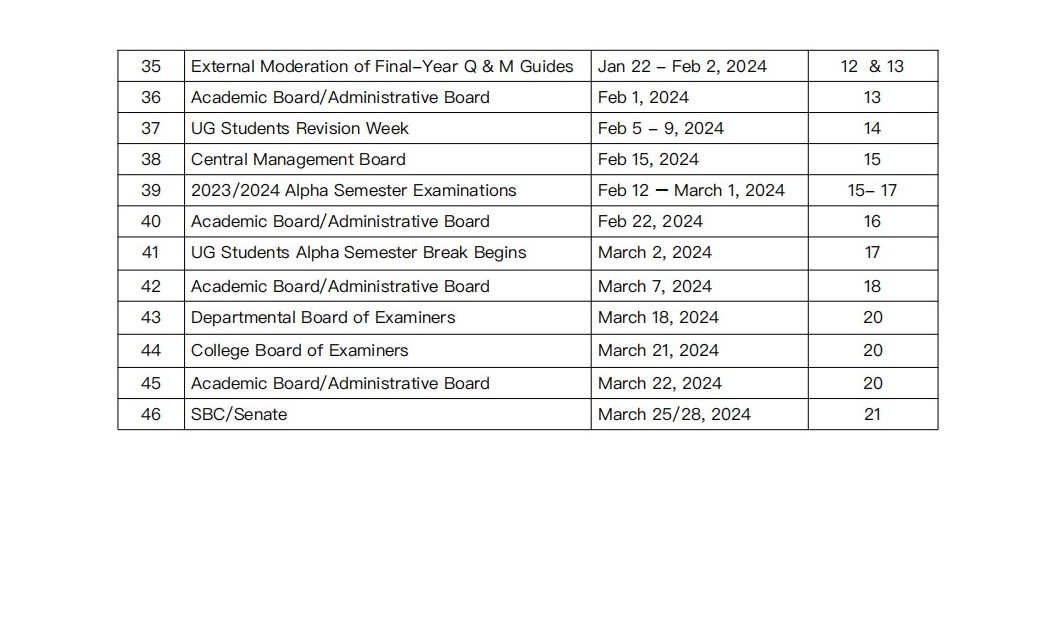 35 External Moderation of Final–Year Q & M Guides Jan 22 – Feb 2, 2024 12 & 13
36 Academic Board/Administrative Board Feb 1, 2024 13
37 UG Students Revision Week Feb 5 – 9, 2024 14
38 Central Management Board Feb 15, 2024 15
39 2023/2024 Alpha Semester Examinations Feb 12 – March 1, 2024 15– 17
40 Academic Board/Administrative Board Feb 22, 2024 16
41 UG Students Alpha Semester Break Begins March 2, 2024 17
42 Academic Board/Administrative Board March 7, 2024 18
43 Departmental Board of Examiners March 18, 2024 20
44 College Board of Examiners March 21, 2024 20
45 Academic Board/Administrative Board March 22, 2024 20
46 SBC/Senate March 25/28, 2024 21